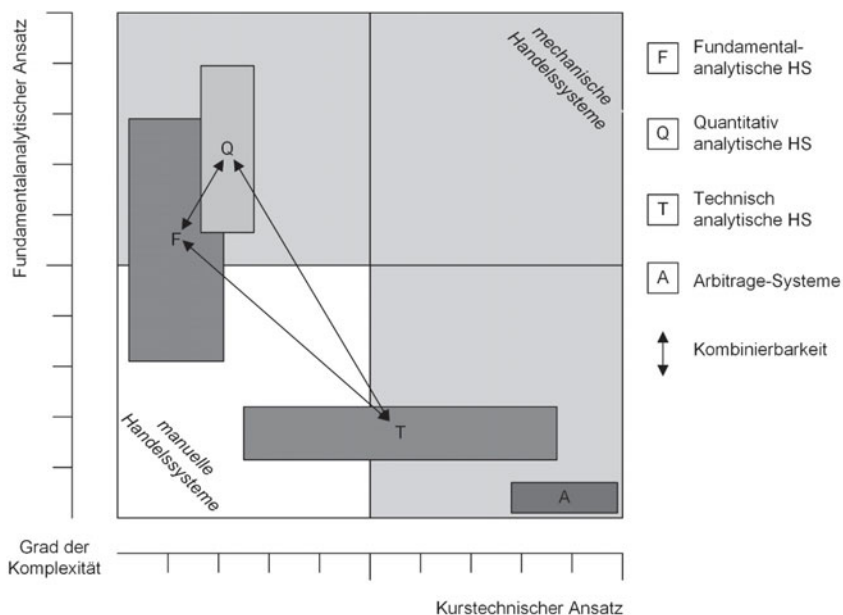 Fundamentalanalytischer Ansatz
mechanische
Handelssysteme
Q
F
T
A
manuelle
Handelssysteme
Grad der
Komplexität
Kurstechnischer Ansatz
F
Fundamental-
analytische HS
Q
Quantitativ
analytische HS
T
Technisch
analytische HS
A
Arbitrage-Systeme
Kombinierbarkeit